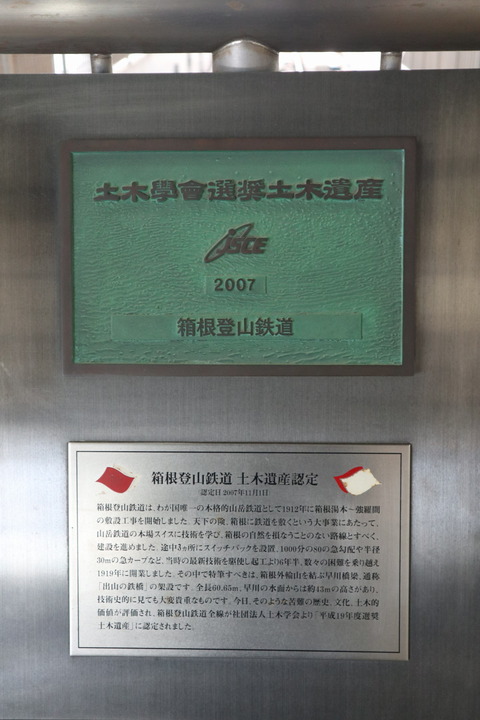 土木學會選奨土木遺産
JSCE
2007
箱根登山鉄道
箱根登山鉄道 土木遺産認定
認定日 2007年11月1日
箱根登山鉄道は、わが国唯一の本格的山岳鉄道として1912年に箱根湯本〜強羅間
の敷設工事を開始しました。天下の険、箱根に鉄道を敷くという大事業にあたって、
山岳鉄道の本場スイスに技術を学び、箱根の自然を損なうことのない路線とすべく、
建設を進めました。途中3ヵ所にスイッチバックを設置、1000分の80の急勾配や半径
30mの急カーブなど、当時の最新技術を駆使し起工より6年半、数々の困難を乗り越え
1919年に開業しました。その中で特筆すべきは、箱根外輪山を結ぶ早川橋梁、通称
「出山の鉄橋」の架設です。全長60.65m、早川の水面からは約43mの高さがあり、
技術史的に見ても大変貴重なものです。今日、そのような苦難の歴史、文化、土木的
価値が評価され、箱根登山鉄道全線が社団法人土木学会より「平成19年度選奨
土木遺産」に認定されました。